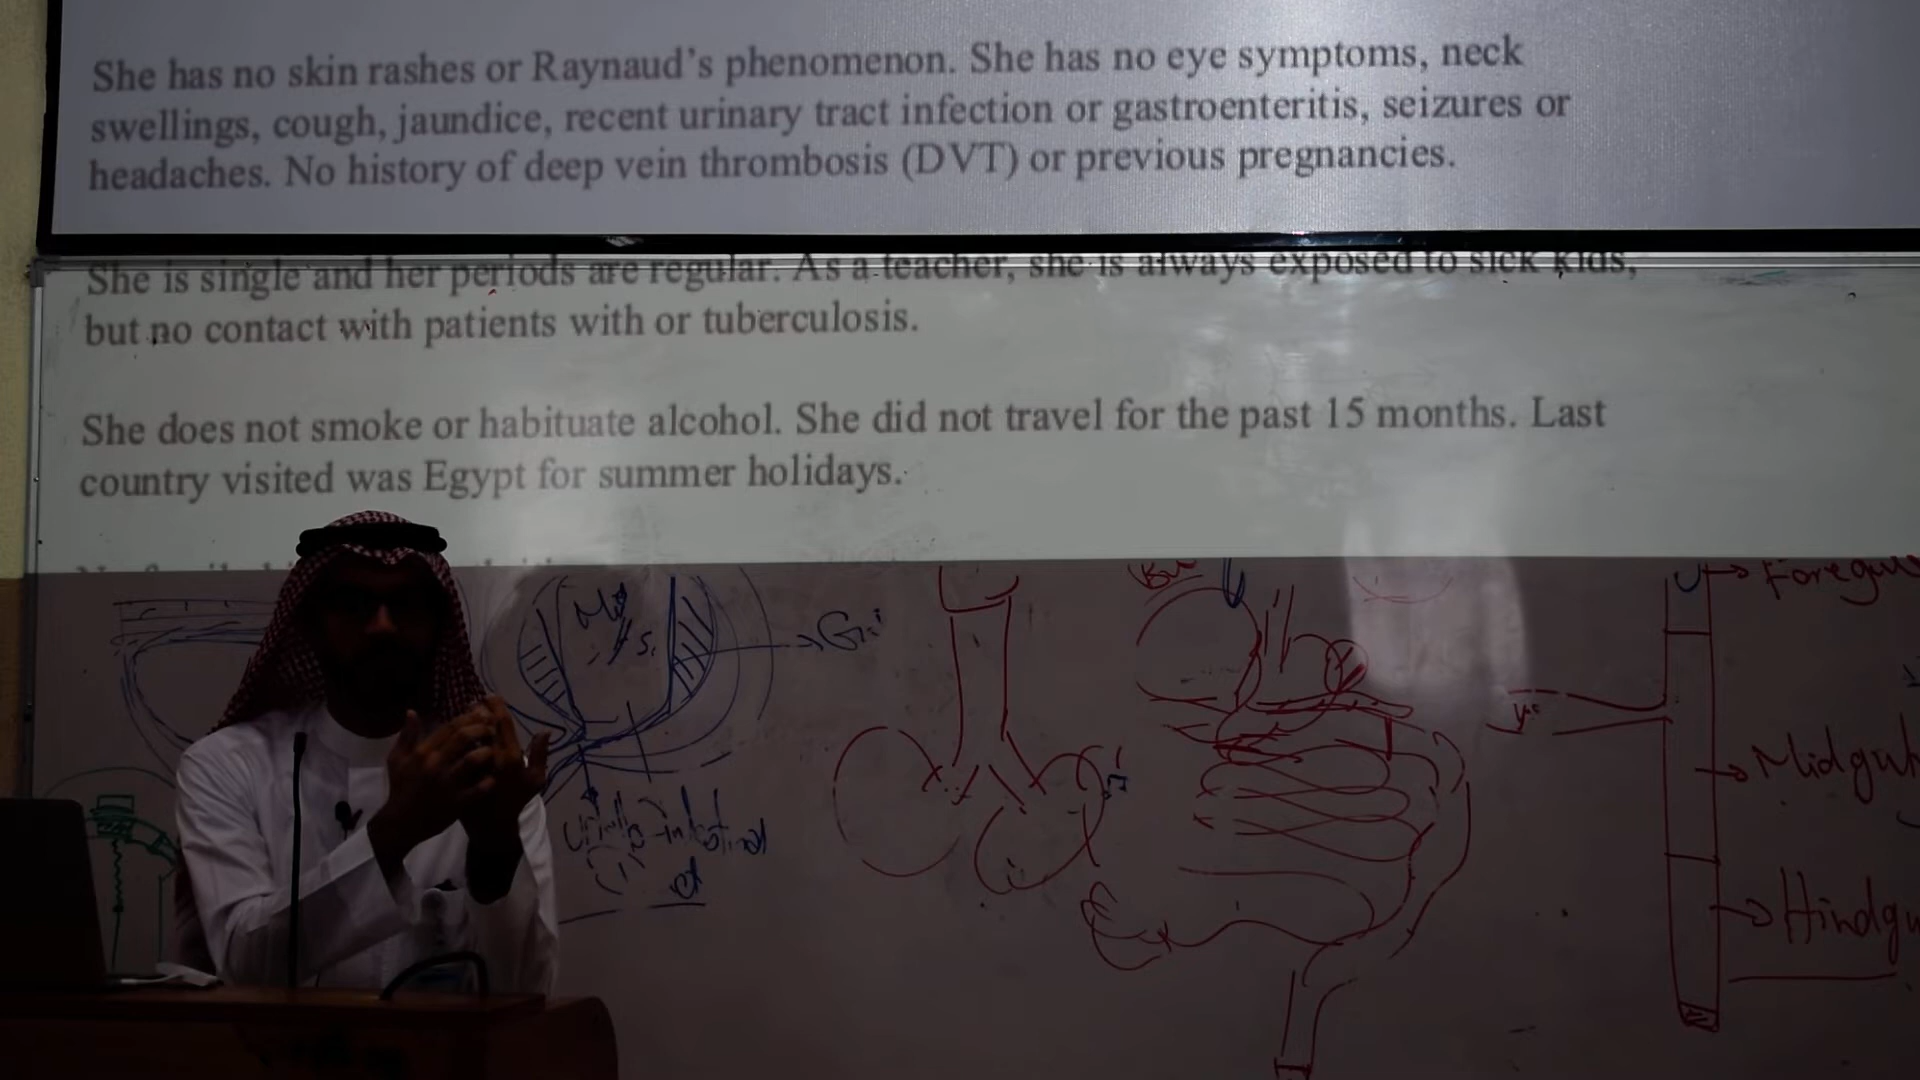 She has no skin rashes or Raynaud's phenomenon. She has no eye symptoms, neck
swellings, cough, jaundice, recent urinary tract infection or gastroenteritis, seizures or
headaches. No history of deep vein thrombosis (DVT) or previous pregnancies.
She is single and her periods are regular. As a teacher, she is always exposed to sick kids,
but no contact with patients with or tuberculosis.
She does not smoke or habituate alcohol. She did not travel for the past 15 months. Last
country visited was Egypt for summer holidays.
Foregu
Midgut
Hindgu